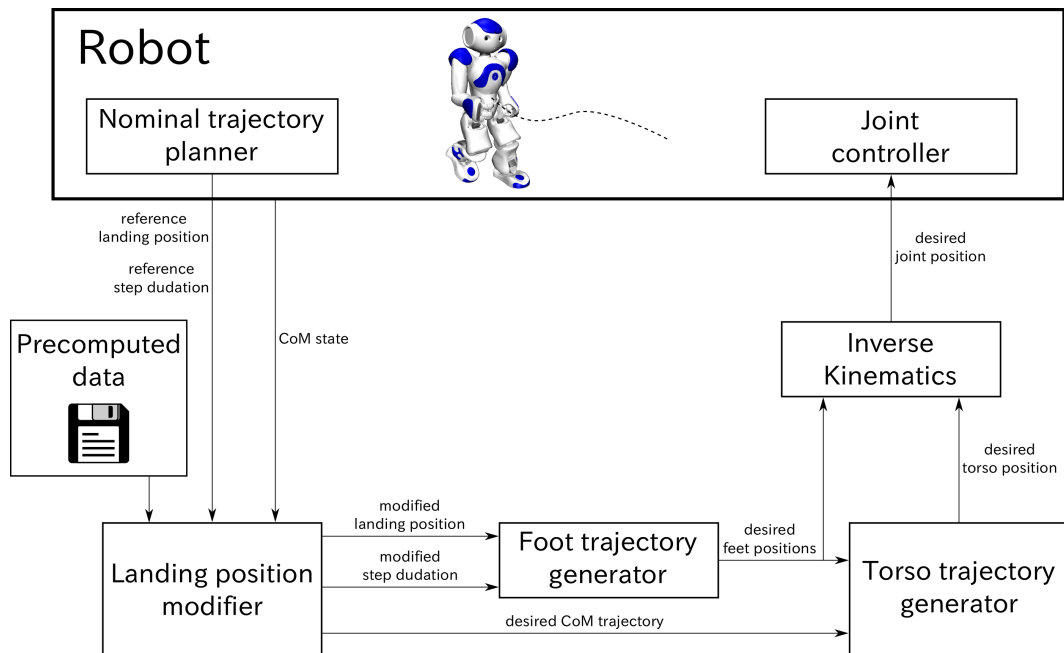 Robot
Nominal trajectory
planner
Joint
controller
reference
landing position
reference
step dudation
CoM state
desired
joint position
Precomputed
data
Inverse
Kinematics
desired
torso position
modified
landing position
modified
step dudation
Foot trajectory
generator
desired
feet positions
Landing position
modifier
Torso trajectory
generator
desired CoM trajectory